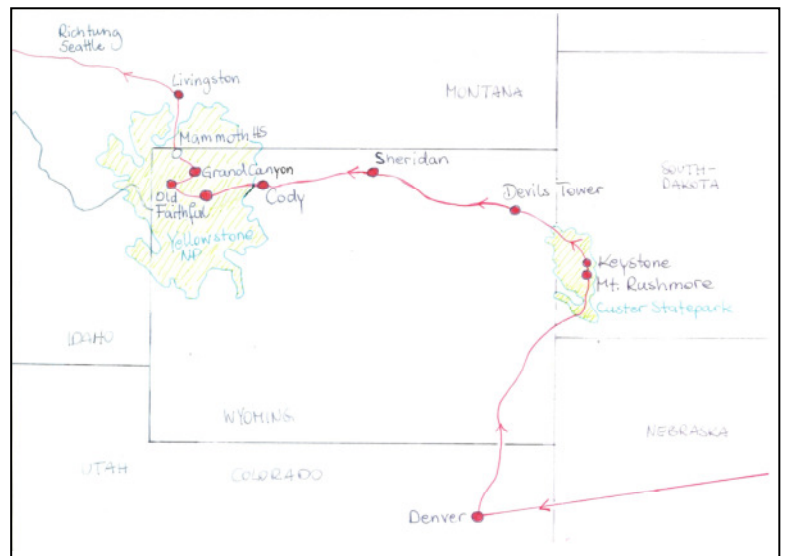 Richtung
Seattle
Livingston
MONTANA
Mammoth HS
Grand Canyon
Sheridan
SOUTH-
DAKOTA
Old
Faithful
Cody
Devils Tower
Yellowstone
NP
Keystone
Mt. Rushmore
Custer Statepark
IDAHO
WYOMING
NEBRASKA
UTAH
COLORADO
Denver